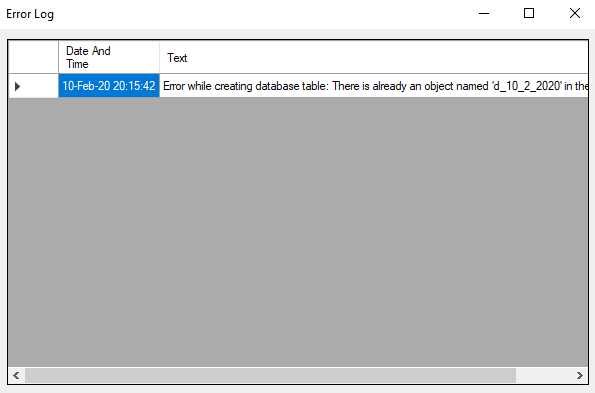 Error Log
Date And
Time
Text
10-Feb-20 20:15:42 Error while creating database table: There is already an object named 'd_10_2_2020' in the